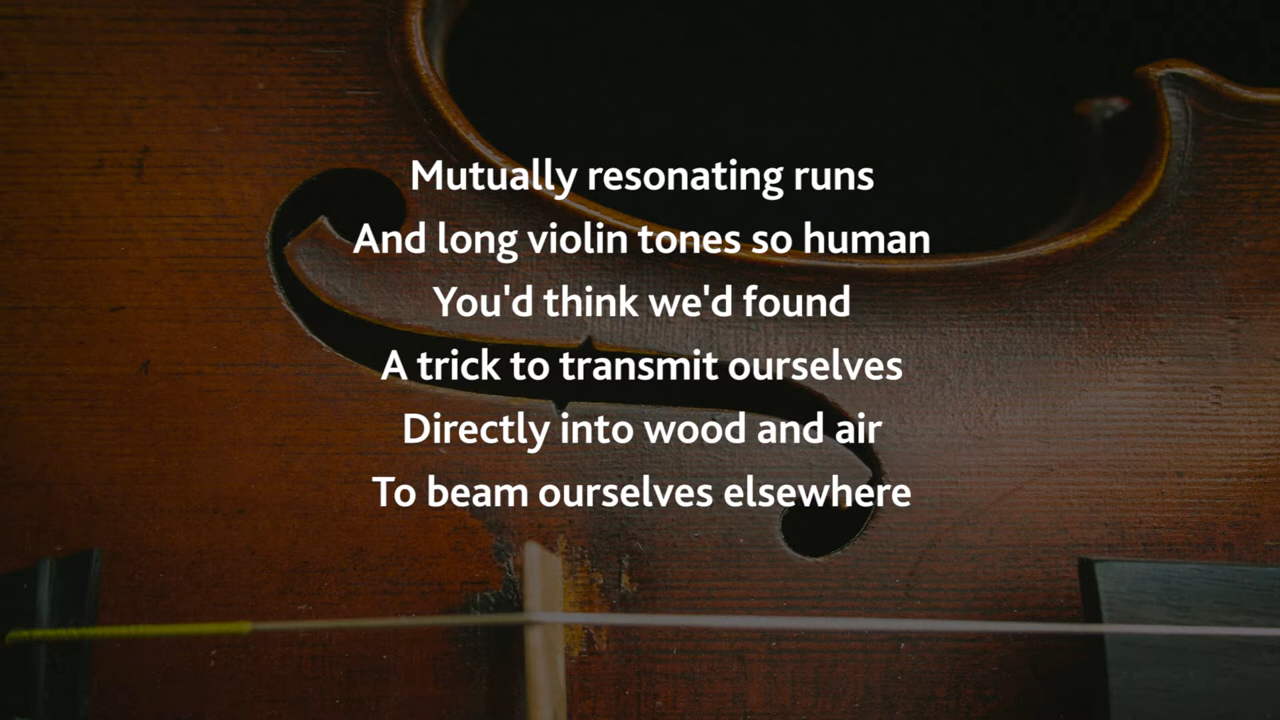 Mutually resonating runs
And long violin tones so human
You'd think we'd found
A trick to transmit ourselves
Directly into wood and air
To beam ourselves elsewhere